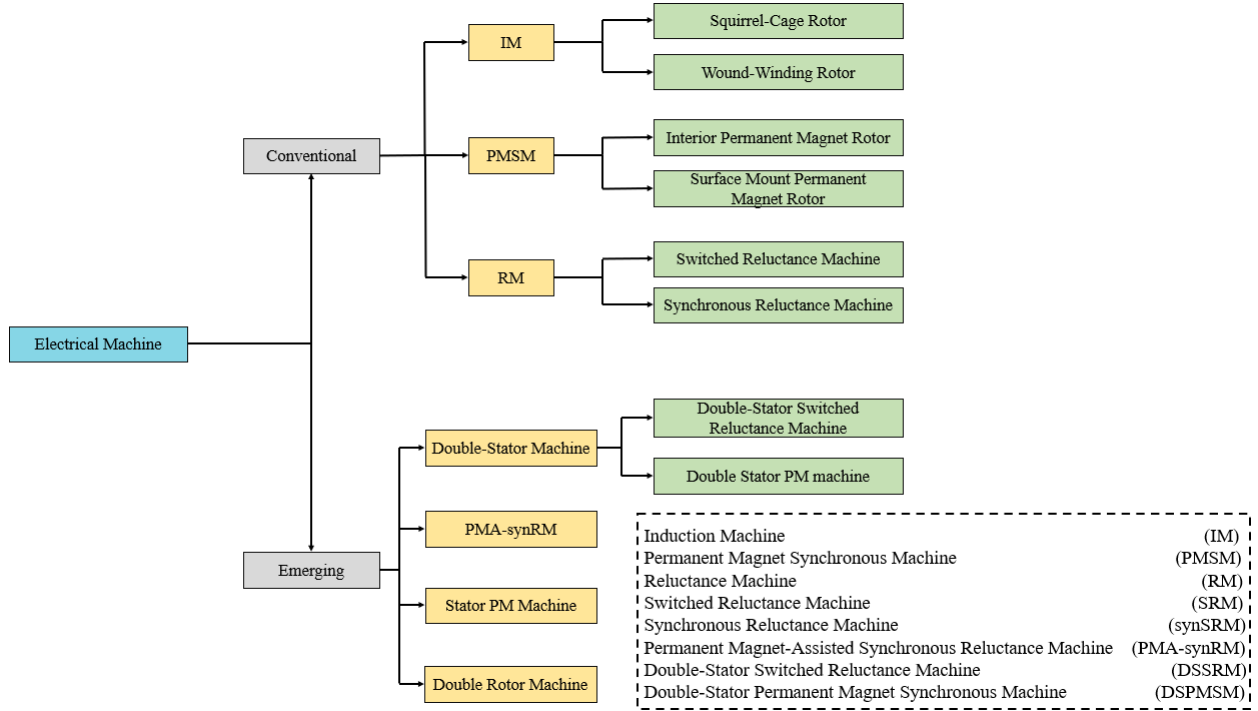 Squirrel-Cage Rotor
IM
Wound-Winding Rotor
Interior Permanent Magnet Rotor
Conventional
PMSM
Surface Mount Permanent
Magnet Rotor
Switched Reluctance Machine
RM
Synchronous Reluctance Machine
Electrical Machine
Double-Stator Switched
Reluctance Machine
Double-Stator Machine
Double Stator PM machine
PMA-synRM
Emerging
Stator PM Machine
Double Rotor Machine
Induction Machine (IM)
Permanent Magnet Synchronous Machine (PMSM)
Reluctance Machine (RM)
Switched Reluctance Machine (SRM)
Synchronous Reluctance Machine (synSRM)
Permanent Magnet-Assisted Synchronous Reluctance Machine (PMA-synRM)
Double-Stator Switched Reluctance Machine (DSSRM)
Double-Stator Permanent Magnet Synchronous Machine (DSPMSM)